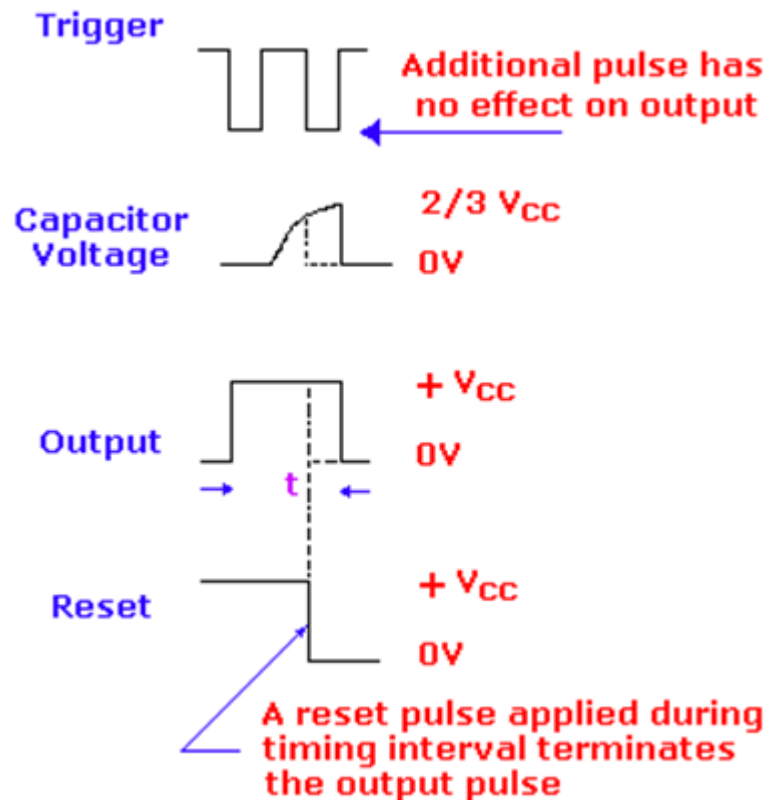 Trigger
Additional pulse has
no effect on output
Capacitor
Voltage
2/3 VCC
0V
Output
+ VCC
0V
t
Reset
+ VCC
0V
A reset pulse applied during
timing interval terminates
the output pulse